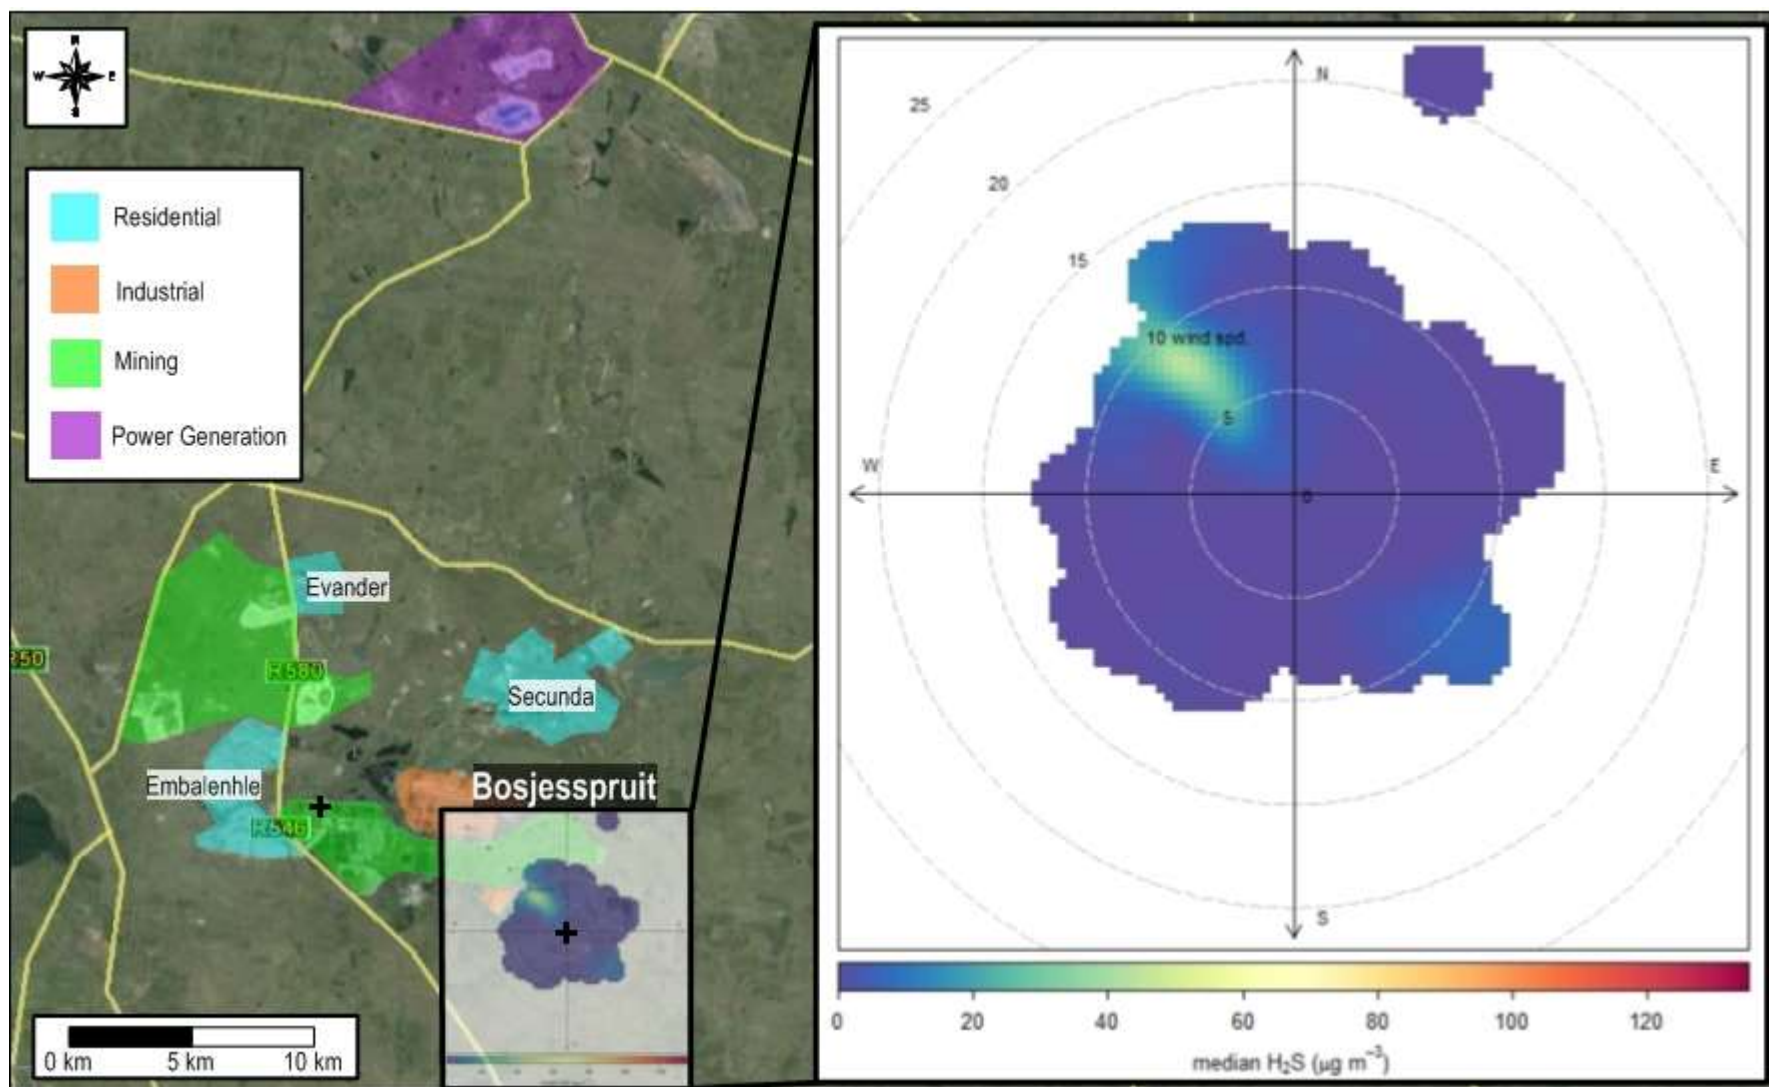 N
W E
S
Residential
Industrial
Mining
Power Generation
Evander
R50
R580
Secunda
Embalenhle
Bosjesspruit
R546
0 km 5 km 10 km
N
25
20
15
10 wind spd.
5
W E
0
S
0 20 40 60 80 100 120
median H₂S (µg m⁻³)